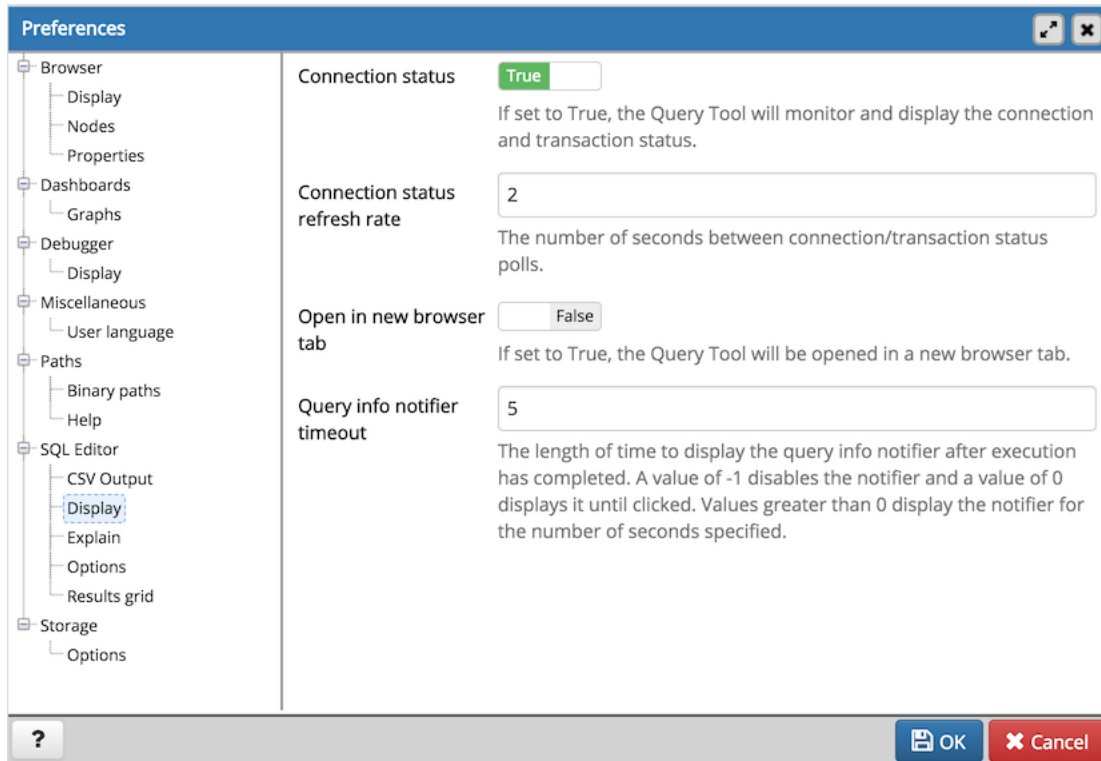 Preferences
Browser
Display
Nodes
Properties
Dashboards
Graphs
Debugger
Display
Miscellaneous
User language
Paths
Binary paths
Help
SQL Editor
CSV Output
Display
Explain
Options
Results grid
Storage
Options
Connection status
True
If set to True, the Query Tool will monitor and display the connection
and transaction status.
Connection status
refresh rate
2
The number of seconds between connection/transaction status
polls.
Open in new browser
tab
False
If set to True, the Query Tool will be opened in a new browser tab.
Query info notifier
timeout
5
The length of time to display the query info notifier after execution
has completed. A value of -1 disables the notifier and a value of 0
displays it until clicked. Values greater than 0 display the notifier for
the number of seconds specified.
?
OK
Cancel